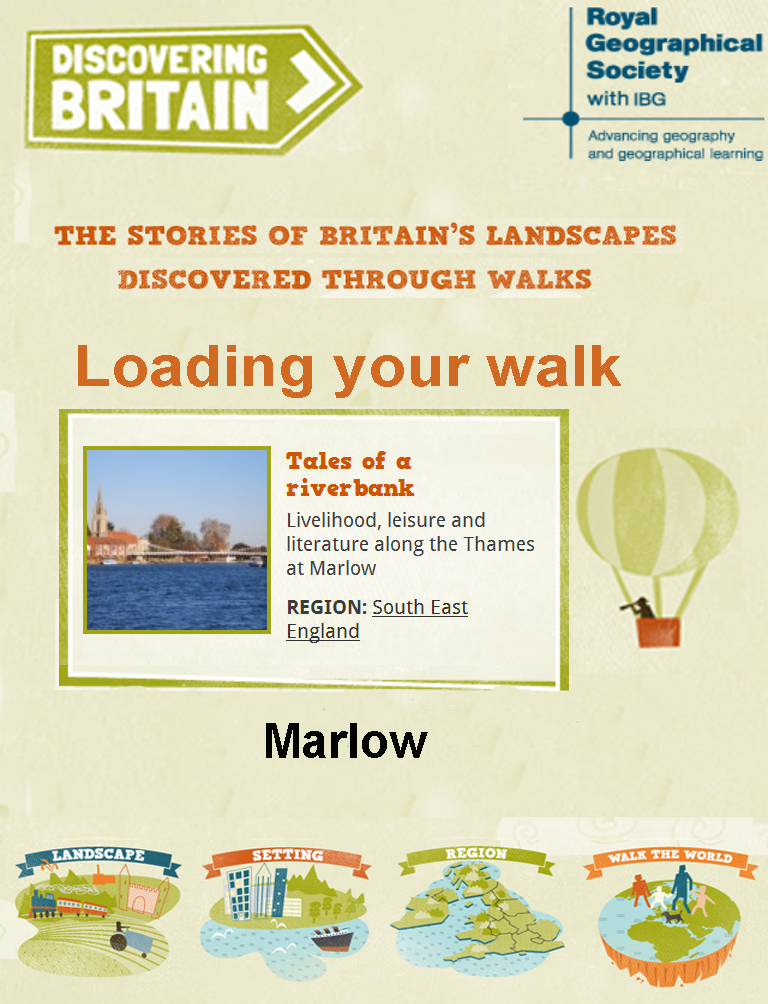 DISCOVERING
BRITAIN
Royal
Geographical
Society
with IBG
Advancing geography
and geographical learning
THE STORIES OF BRITAIN'S LANDSCAPES
DISCOVERED THROUGH WALKS
Loading your walk
Tales of a
riverbank
Livelihood, leisure and
literature along the Thames
at Marlow
REGION: South East
England
Marlow
LANDSCAPE
SETTING
REGION
WALK THE WORLD